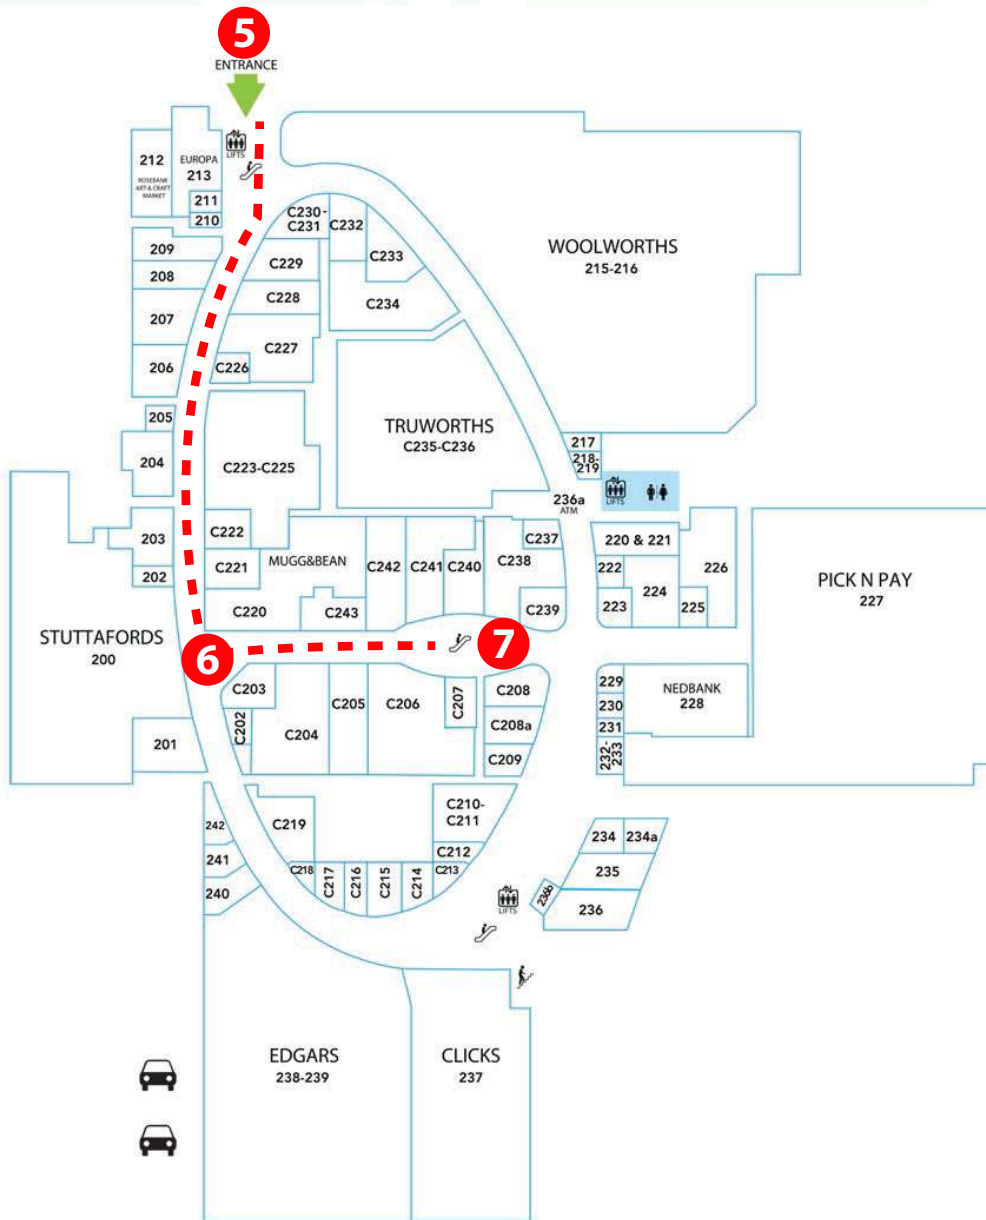 5
ENTRANCE
LIFTS
212
ROSEBANK
ART & CRAFT
MARKET
EUROPA
213
211
210
209
208
207
206
205
204
203
202
STUTTAFORDS
200
201
C230-
C231
C232
C233
C229
C228
C234
C227
C226
WOOLWORTHS
215-216
TRUWORTHS
C235-C236
C223-C225
C222
C221
MUGG&BEAN
C220
C243
C242
C241
C240
C238
C237
C239
217
218-
219
LIFTS
236a
ATM
220 & 221
222
223
224
225
226
PICK N PAY
227
6
7
C203
C202
C204
C205
C206
C207
C208
C208a
C209
229
230
231
232-
233
NEDBANK
228
C210-
C211
C212
C213
C219
C218
C217
C216
C215
C214
242
241
240
234
234a
235
236
236b
LIFTS
EDGARS
238-239
CLICKS
237